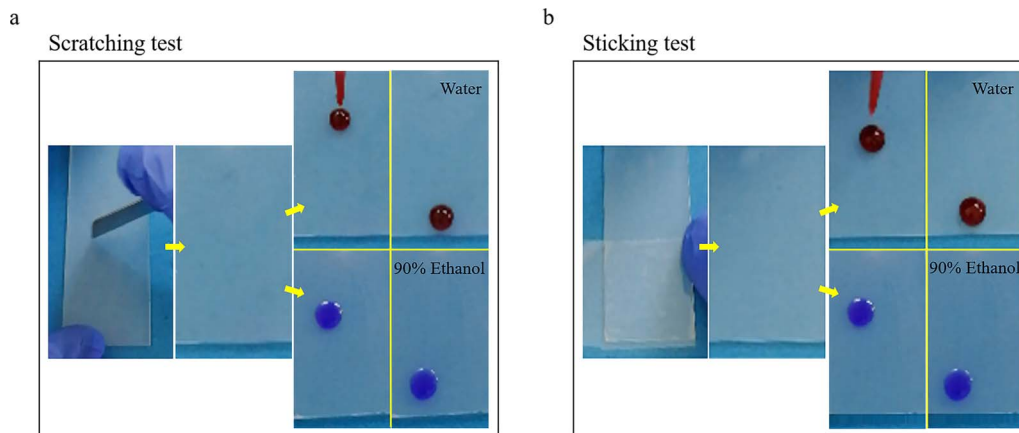 a
Scratching test
Water
90% Ethanol
b
Sticking test
Water
90% Ethanol